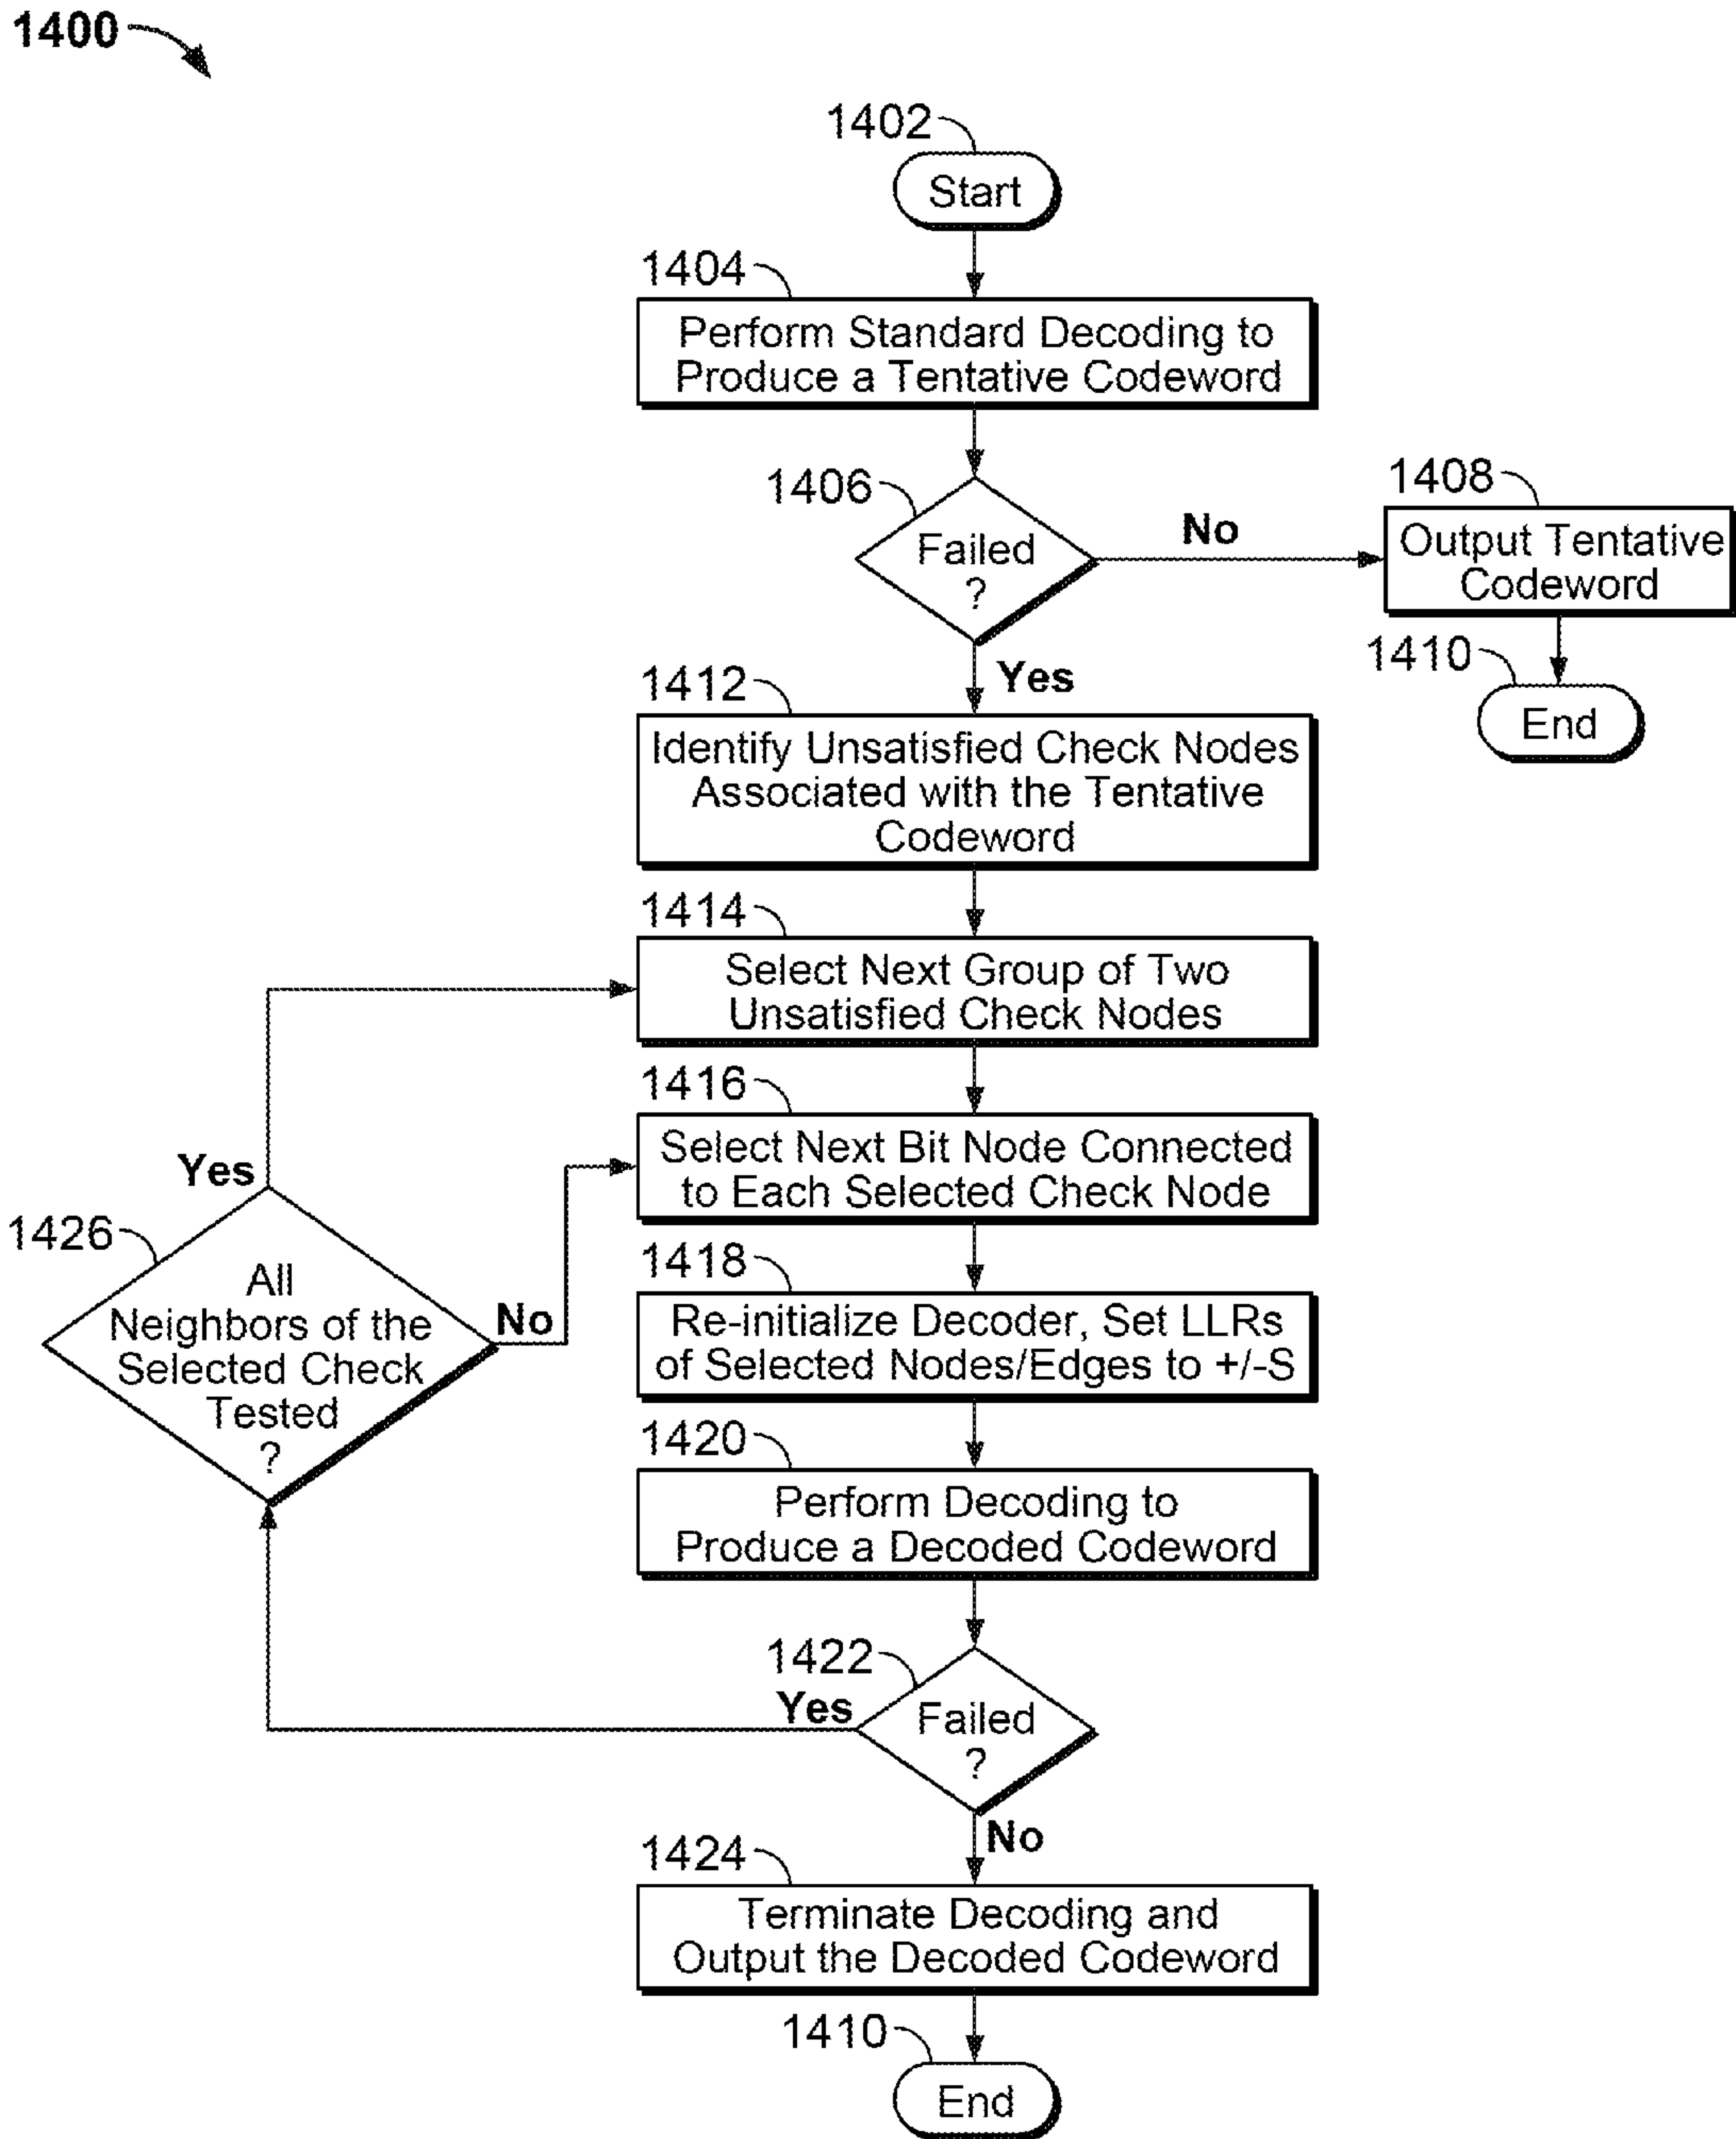 1400
1402
Start
1404
Perform Standard Decoding to
Produce a Tentative Codeword
1406
Failed
?
No
1408
Output Tentative
Codeword
1410
End
Yes
1412
Identify Unsatisfied Check Nodes
Associated with the Tentative
Codeword
1414
Select Next Group of Two
Unsatisfied Check Nodes
1416
Select Next Bit Node Connected
to Each Selected Check Node
1418
Re-initialize Decoder, Set LLRs
of Selected Nodes/Edges to +/-S
1420
Perform Decoding to
Produce a Decoded Codeword
1422
Failed
?
Yes
1426
All
Neighbors of the
Selected Check
Tested
?
Yes
No
No
1424
Terminate Decoding and
Output the Decoded Codeword
1410
End